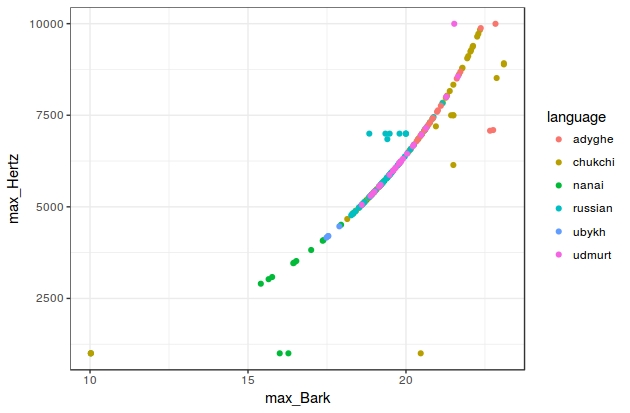 10000
7500
5000
2500
max_Hertz
10
15
20
max_Bark
language
adyghe
chukchi
nanai
russian
ubykh
udmurt